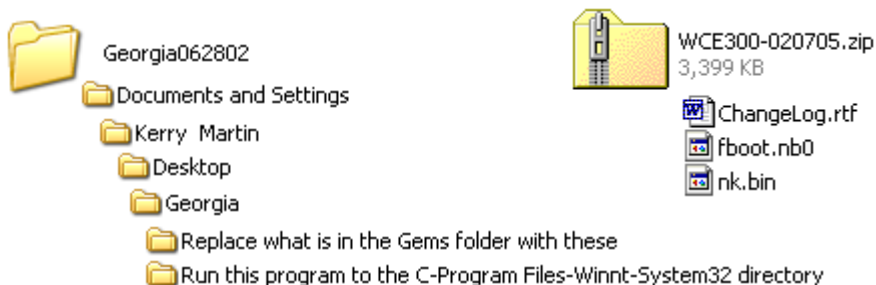 Georgia062802
Documents and Settings
Kerry Martin
Desktop
Georgia
Replace what is in the Gems folder with these
Run this program to the C-Program Files-Winnt-System32 directory
WCE300-020705.zip
3,399 KB
ChangeLog.rtf
fboot.nb0
nk.bin